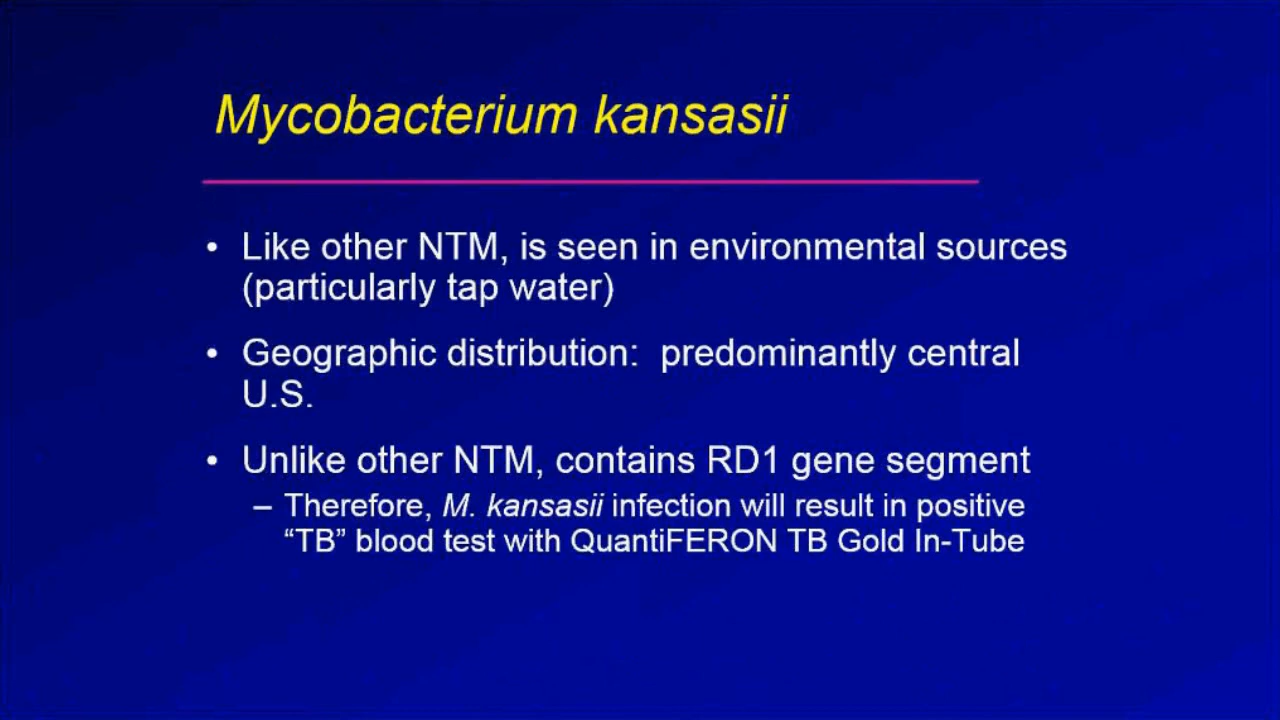 Mycobacterium kansasii
• Like other NTM, is seen in environmental sources
(particularly tap water)
• Geographic distribution:  predominantly central
U.S.
• Unlike other NTM, contains RD1 gene segment
– Therefore, M. kansasii infection will result in positive
“TB” blood test with QuantiFERON TB Gold In-Tube